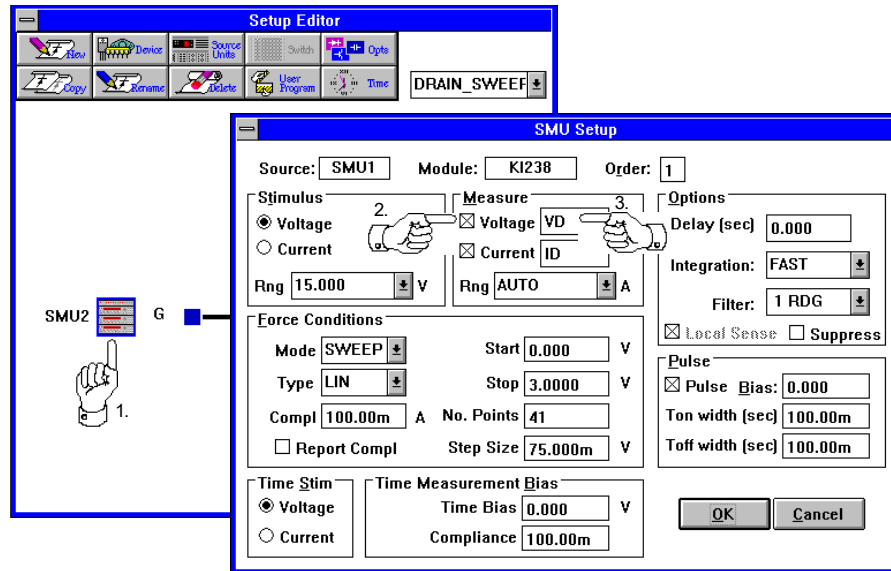 Setup Editor
New Device Source Units Switch Opts
Copy Rename Delete User Program Time
DRAIN_SWEEF
SMU Setup
Source: SMU1 Module: KI238 Order: 1
Stimulus
Voltage
Current
Rng 15.000 V
2.
Measure
Voltage VD
Current ID
Rng AUTO A
3.
Options
Delay (sec) 0.000
Integration: FAST
Filter: 1 RDG
Local Sense Suppress
SMU2 G
1.
Force Conditions
Mode SWEEP Start 0.000 V
Type LIN Stop 3.0000 V
Compl 100.00m A No. Points 41
Report Compl Step Size 75.000m V
Pulse
Pulse Bias: 0.000
Ton width (sec) 100.00m
Toff width (sec) 100.00m
Time Stim
Voltage
Current
Time Measurement Bias
Time Bias 0.000 V
Compliance 100.00m
OK Cancel